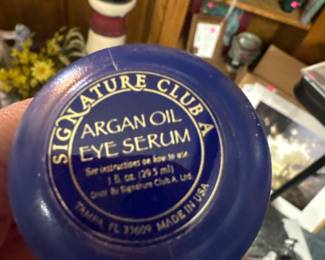 SIGNATURE CLUB A
ARGAN OIL
EYE SERUM
See instructions on how to use
1 fl. oz. (29.5 ml)
Distr. By Signature Club A. Ltd.
TAMPA, FL 33609 MADE IN USA